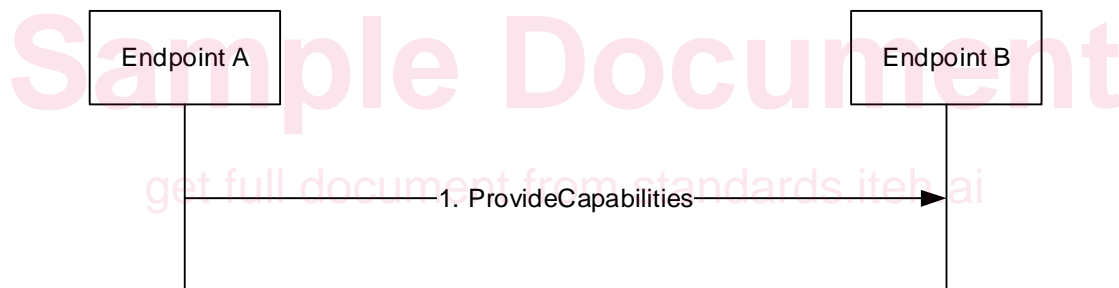 Sample Document
Endpoint A
Endpoint B
get full document from standards.iteh.ai
1. ProvideCapabilities